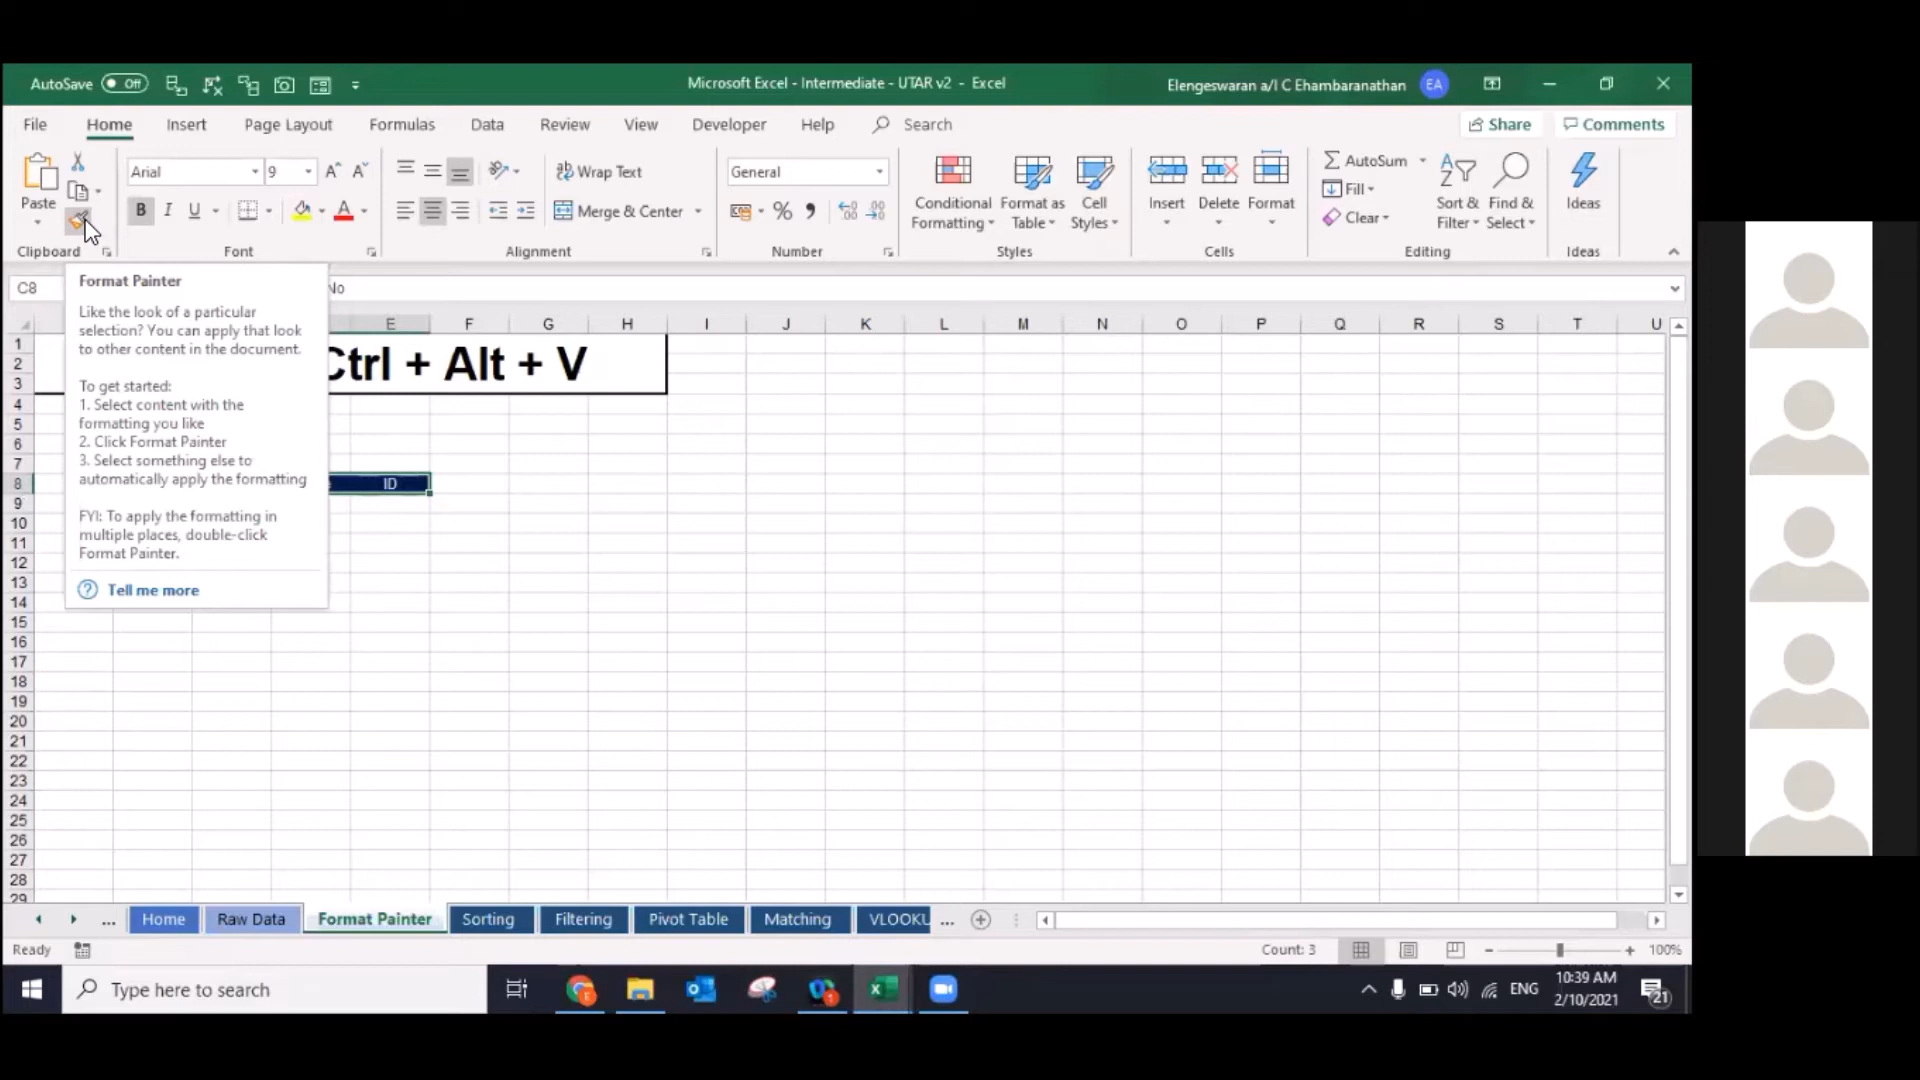 AutoSave Off Microsoft Excel - Intermediate - UTAR v2 - Excel Elengeswaran a/l C Ehambaranathan EA
File Home Insert Page Layout Formulas Data Review View Developer Help Search Share Comments
Arial 9 Wrap Text General AutoSum
Paste B I U Merge & Center % Conditional Formatting Format as Table Cell Styles Insert Delete Format Fill Clear Sort & Filter Find & Select Ideas
Clipboard Font Alignment Number Styles Cells Editing Ideas
C8 No
Format Painter
Like the look of a particular
selection? You can apply that look
to other content in the document.
To get started:
1. Select content with the
formatting you like
2. Click Format Painter
3. Select something else to
automatically apply the formatting
FYI: To apply the formatting in
multiple places, double-click
Format Painter.
Tell me more
E F G H I J K L M N O P Q R S T U
Ctrl + Alt + V
ID
1
2
3
4
5
6
7
8
9
10
11
12
13
14
15
16
17
18
19
20
21
22
23
24
25
26
27
28
29
... Home Raw Data Format Painter Sorting Filtering Pivot Table Matching VLOOKU ...
Ready Count: 3 100%
Type here to search ENG 10:39 AM
2/10/2021 21